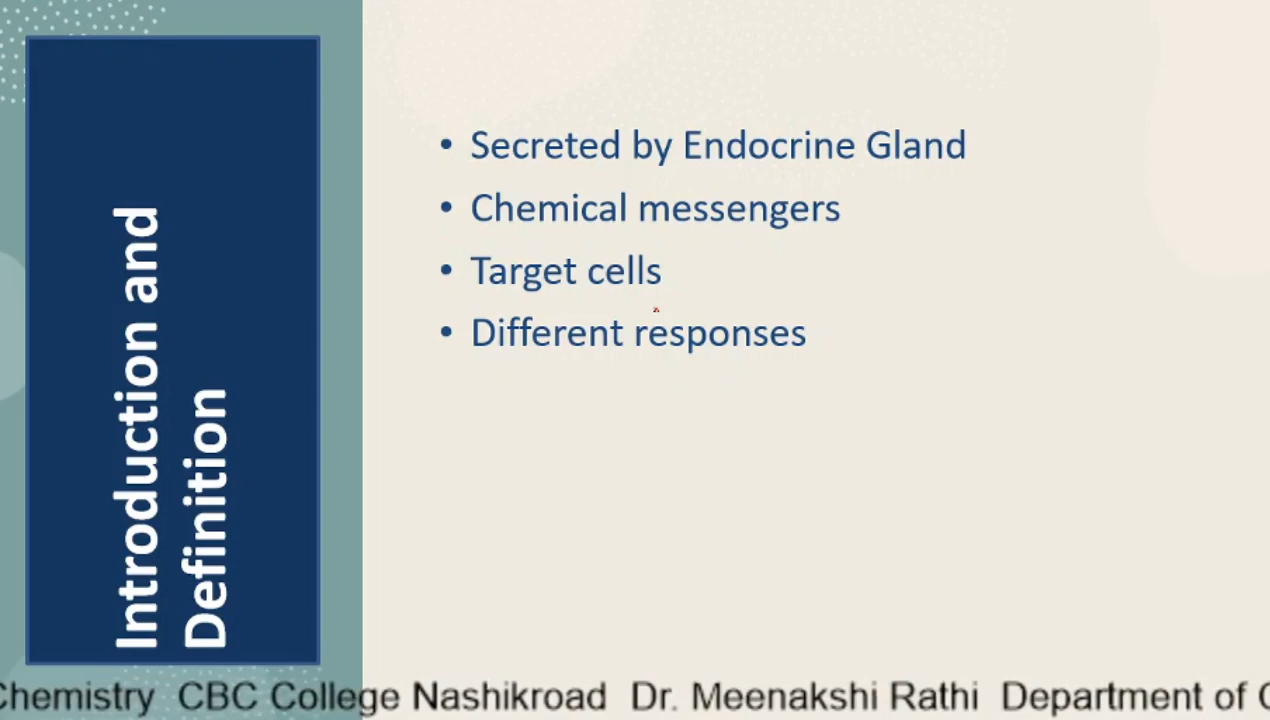 Introduction and
Definition
• Secreted by Endocrine Gland
• Chemical messengers
• Target cells
• Different responses
Chemistry CBC College Nashikroad Dr. Meenakshi Rathi Department of